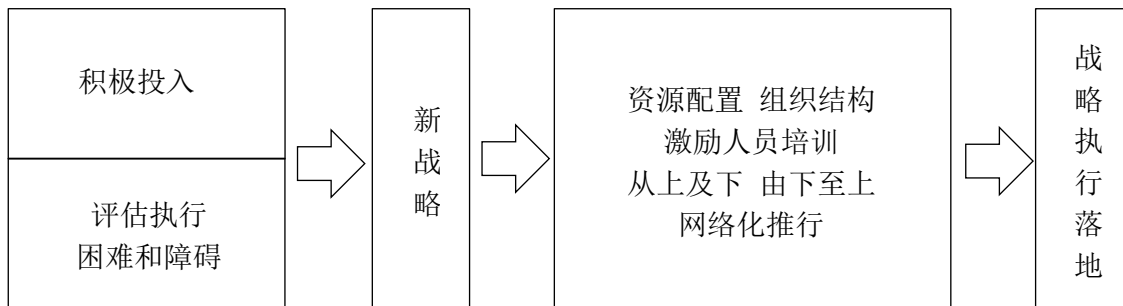 积极投入
评估执行
困难和障碍
新战略
资源配置 组织结构
激励人员培训
从上及下 由下至上
网络化推行
战略执行落地